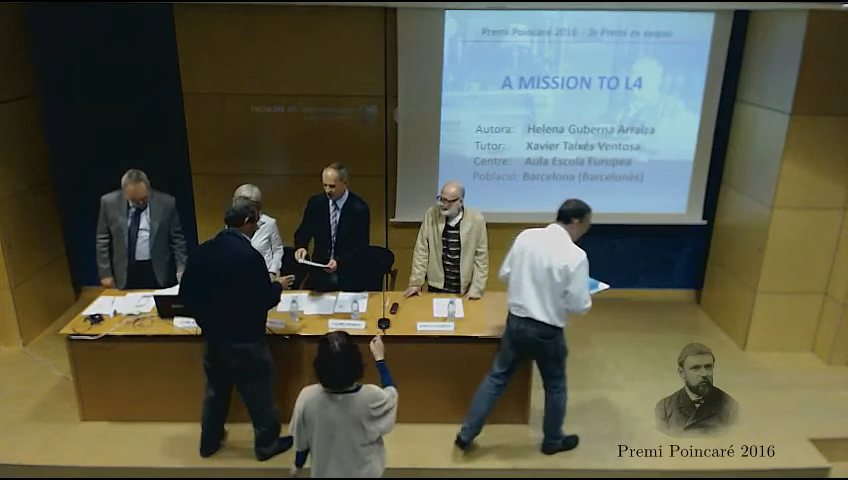 Premi Poincaré 2016 - 3r Premi ex aequo
A MISSION TO L4
Autora: Helena Guberna Arraiza
Tutor: Xavier Taixés Ventosa
Centre: Aula Escola Europea
Població: Barcelona (Barcelonès)
Premi Poincaré 2016